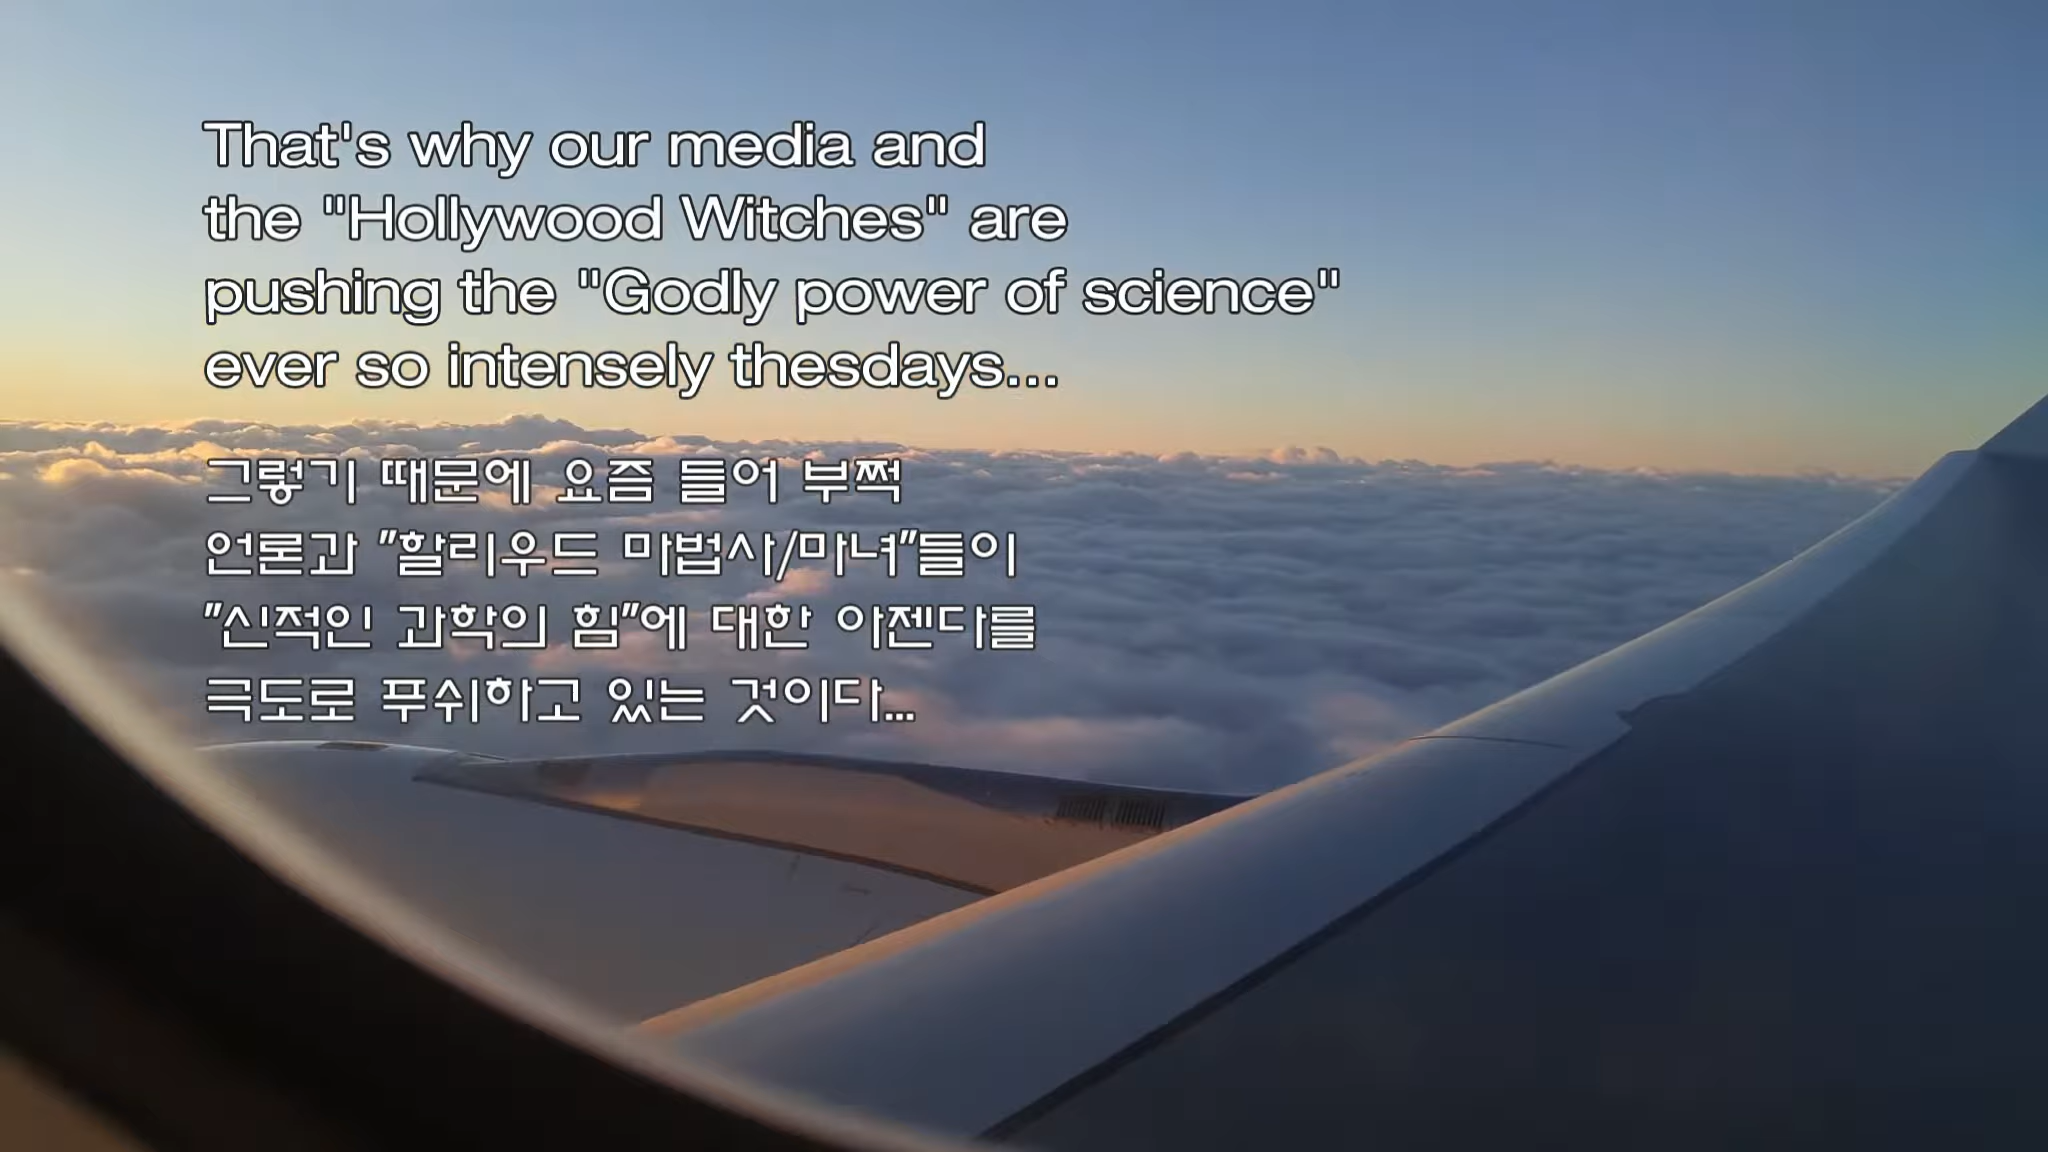 That's why our media and
the "Hollywood Witches" are
pushing the "Godly power of science"
ever so intensely thesdays...
그렇기 때문에 요즘 들어 부쩍
언론과 "할리우드 마법사/마녀"들이
"신적인 과학의 힘"에 대한 아젠다를
극도로 푸쉬하고 있는 것이다...